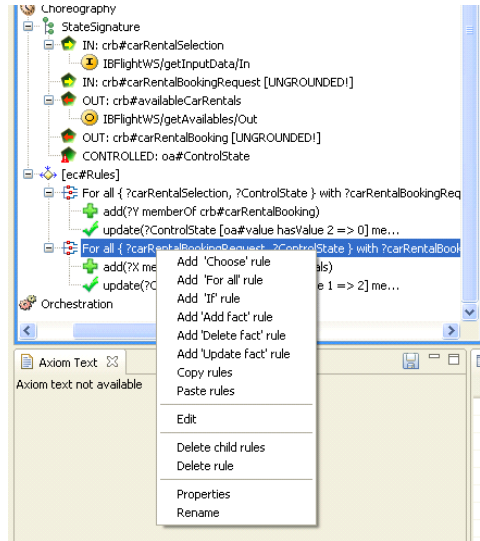 Choreography
StateSignature
IN: crb#carRentalSelection
IBFlightWS/getInputData/In
IN: crb#carRentalBookingRequest [UNGROUNDED!]
OUT: crb#availableCarRentals
IBFlightWS/getAvailables/Out
OUT: crb#carRentalBooking [UNGROUNDED!]
CONTROLLED: oa#ControlState
[ec#Rules]
For all { ?carRentalSelection, ?ControlState } with ?carRentalBookingReq
add(?Y memberOf crb#carRentalBooking)
update(?ControlState [oa#value hasValue 2 => 0] me...
For all { ?carRentalBookingRequest, ?ControlState } with ?carRentalBook
add(?X me als)
update(?C e 1 => 2] me...
Orchestration
Add 'Choose' rule
Add 'For all' rule
Add 'If' rule
Add 'Add fact' rule
Add 'Delete fact' rule
Add 'Update fact' rule
Copy rules
Paste rules
Edit
Delete child rules
Delete rule
Properties
Rename
Axiom Text
Axiom text not available